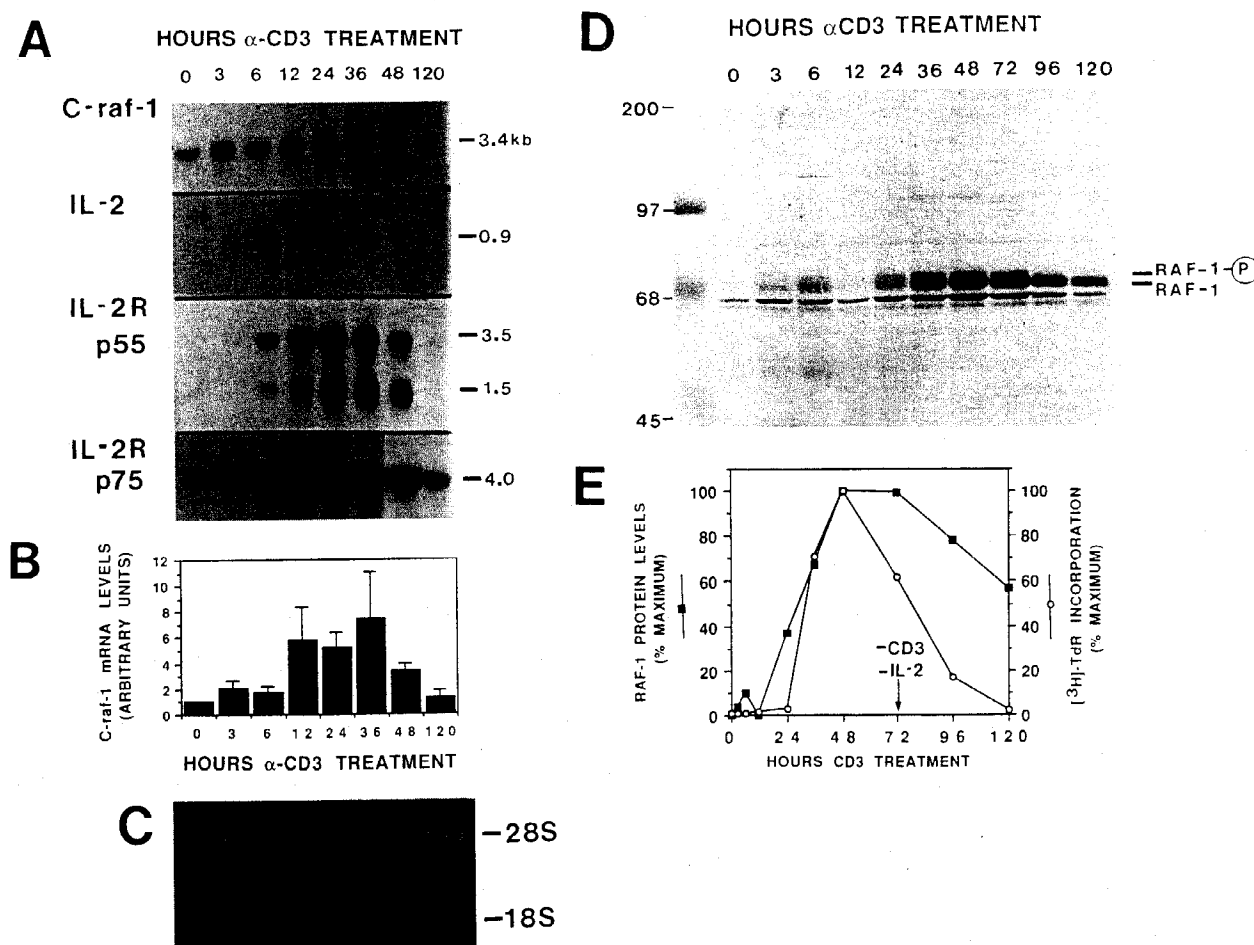 A
HOURS α-CD3 TREATMENT
0 3 6 12 24 36 48 120
C-raf-1
3.4kb
IL-2
0.9
IL-2R
p55
3.5
1.5
IL-2R
p75
4.0
B
C-raf-1 mRNA LEVELS
(ARBITRARY UNITS)
12
10
8
6
4
2
0
0 3 6 12 24 36 48 120
HOURS α-CD3 TREATMENT
C
28S
18S
D
HOURS αCD3 TREATMENT
0 3 6 12 24 36 48 72 96 120
200
97
68
45
RAF-1-P
RAF-1
E
RAF-1 PROTEIN LEVELS
(% MAXIMUM)
100
80
60
40
20
0
-CD3
-IL-2
100
80
60
40
20
0
[3H]-TdR INCORPORATION
(% MAXIMUM)
0 24 48 72 96 120
HOURS CD3 TREATMENT